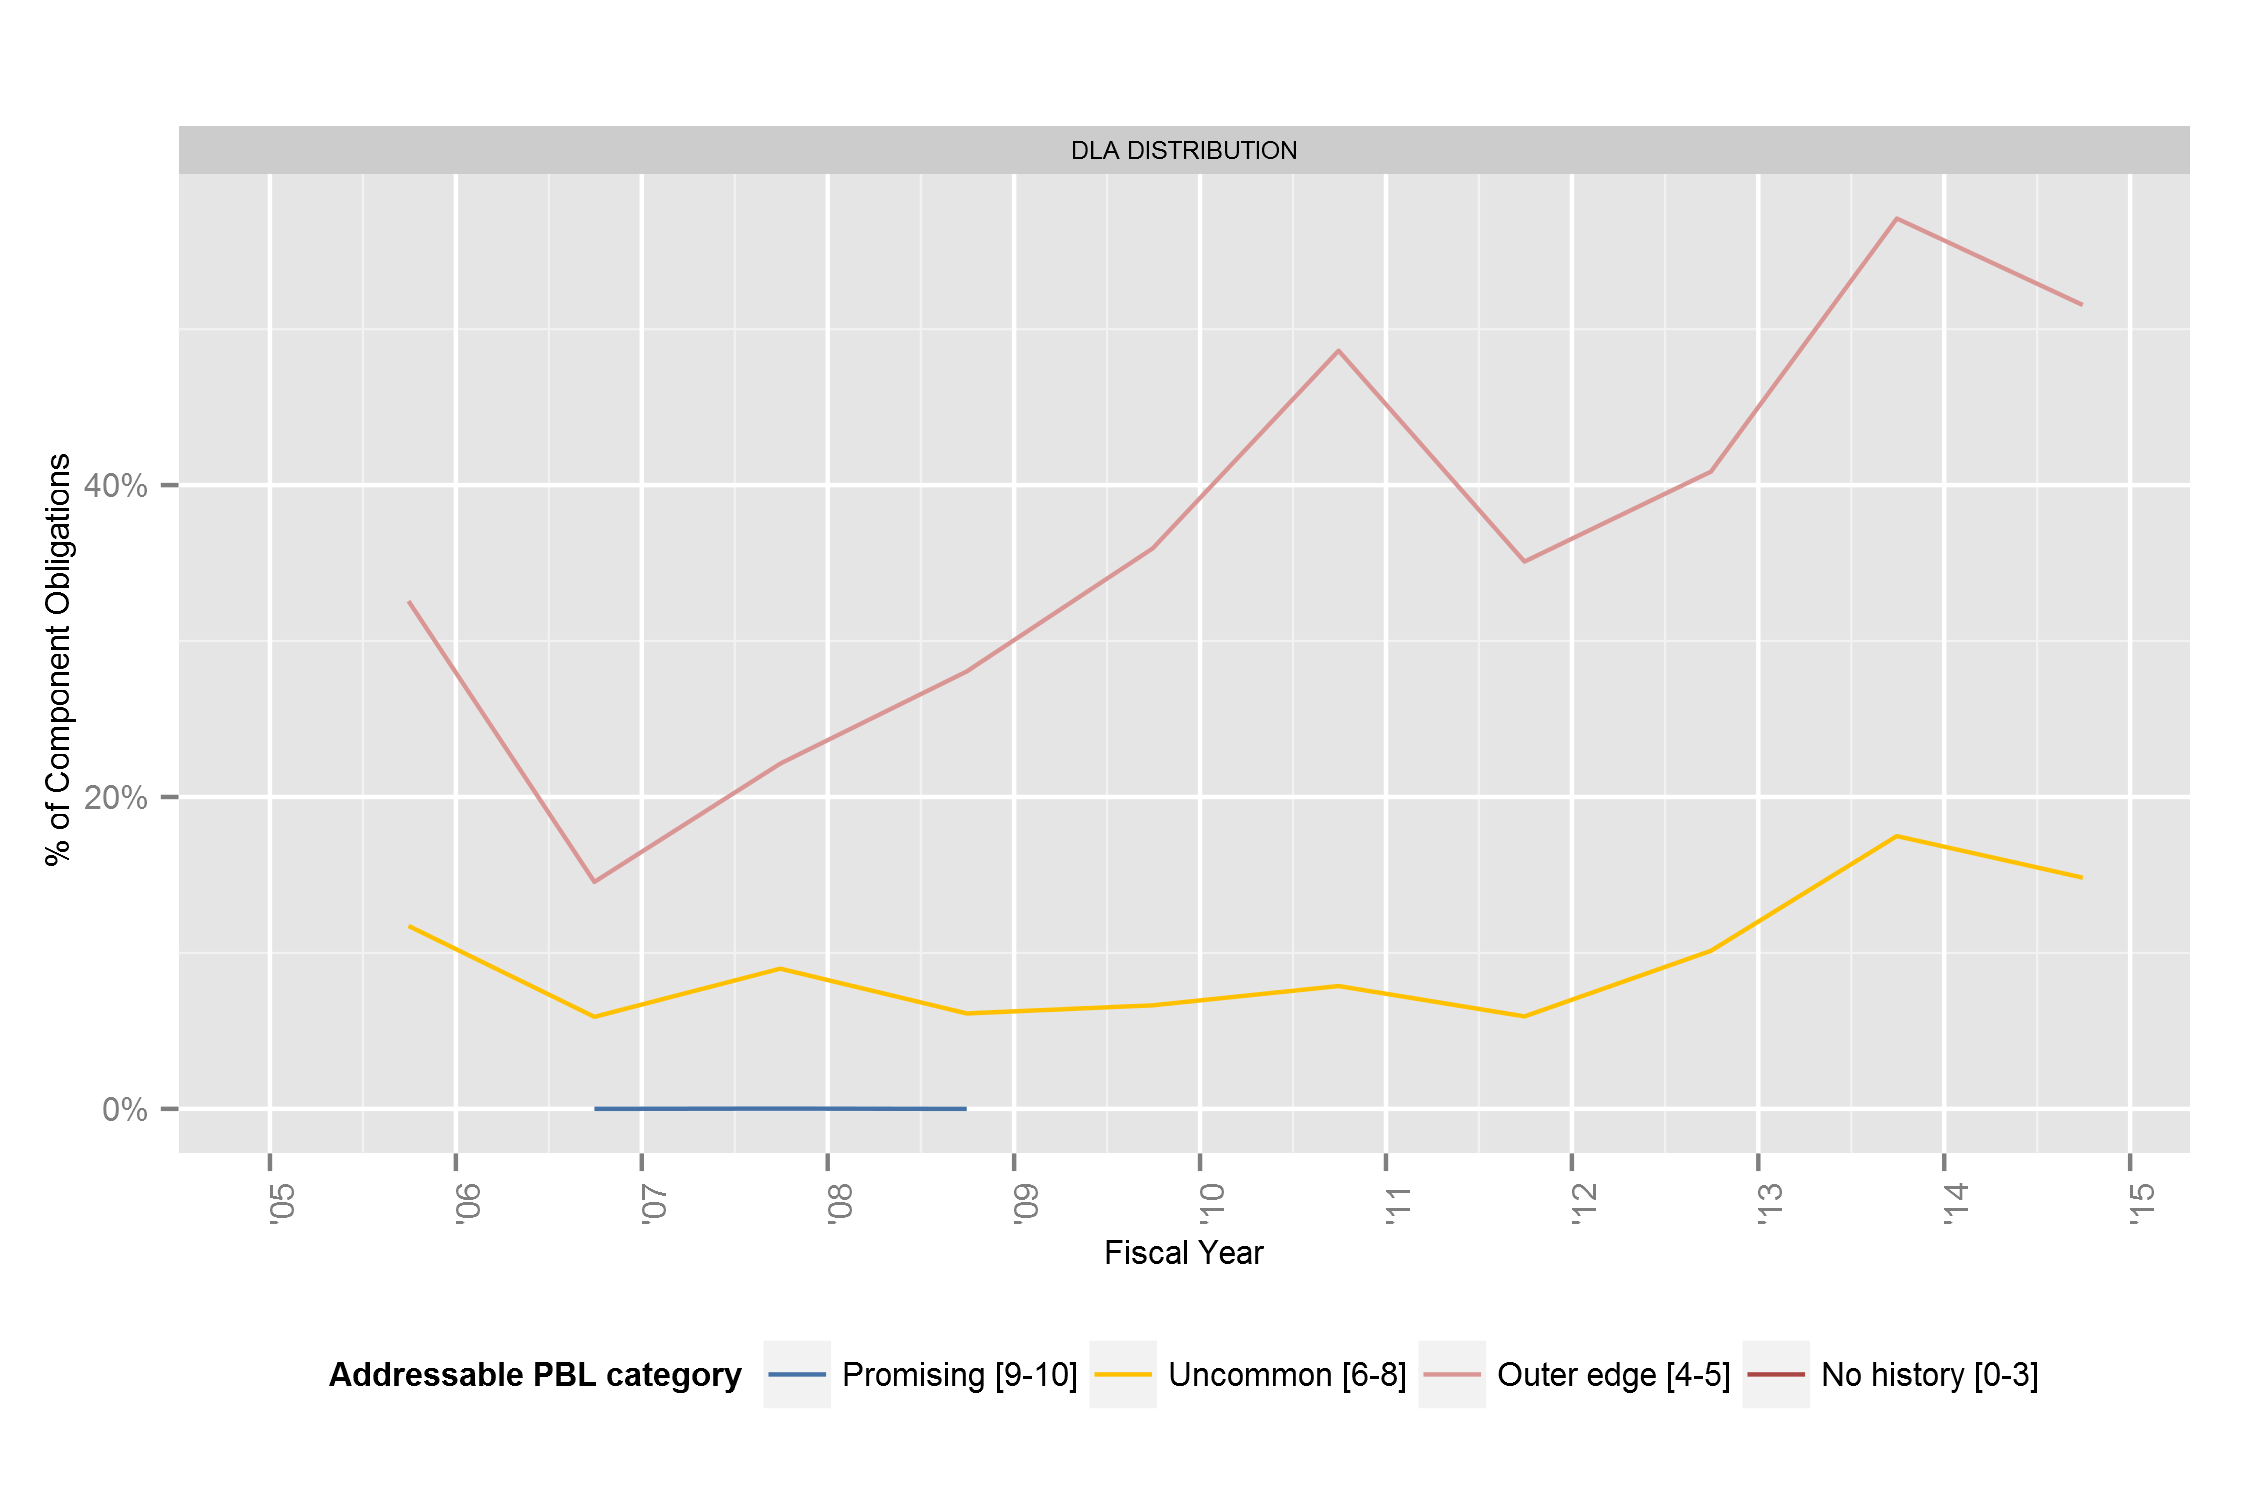 DLA DISTRIBUTION
% of Component Obligations
40%
20%
0%
'05 '06 '07 '08 '09 '10 '11 '12 '13 '14 '15
Fiscal Year
Addressable PBL category Promising [9-10] Uncommon [6-8] Outer edge [4-5] No history [0-3]